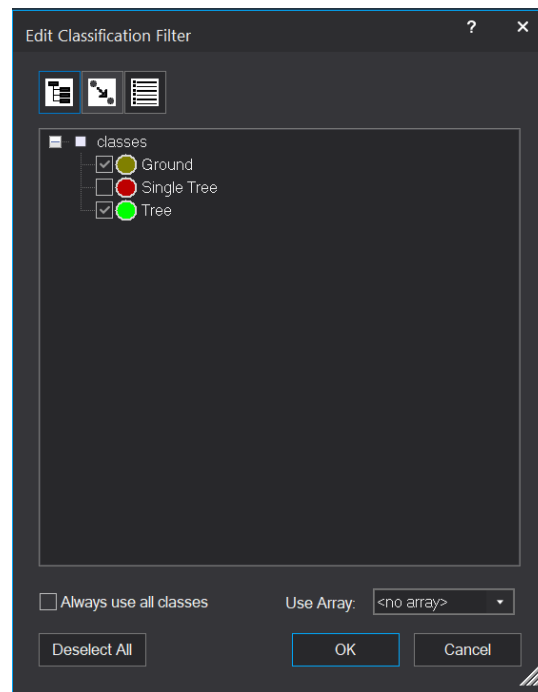 Edit Classification Filter ? ×
classes
Ground
Single Tree
Tree
Always use all classes Use Array: <no array>
Deselect All OK Cancel